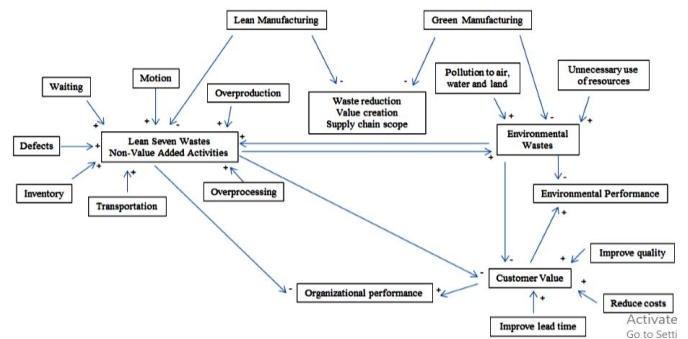 Lean Manufacturing
Green Manufacturing
Pollution to air,
water and land
Unnecessary use
of resources
Waiting
Motion
Overproduction
Waste reduction
Value creation
Supply chain scope
Defects
Lean Seven Wastes
Non-Value Added Activities
Environmental
Wastes
Inventory
Transportation
Overprocessing
Environmental Performance
Improve quality
Customer Value
Organizational performance
Reduce costs
Improve lead time
Activate
Go to Setti